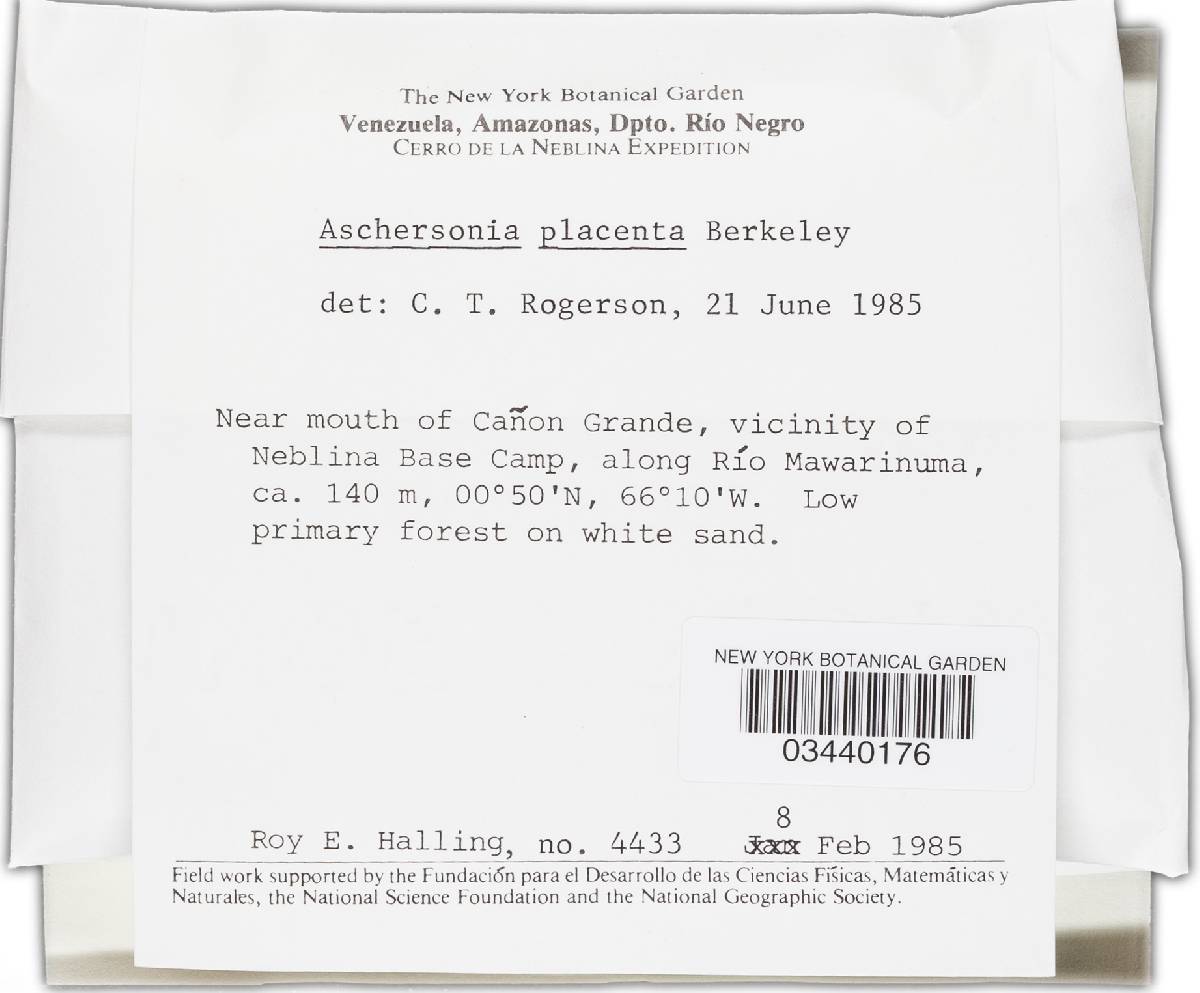 The New York Botanical Garden
Venezuela, Amazonas, Dpto. Río Negro
CERRO DE LA NEBLINA EXPEDITION
Aschersonia placenta Berkeley
det: C. T. Rogerson, 21 June 1985
Near mouth of Cañon Grande, vicinity of
Neblina Base Camp, along Río Mawarinuma,
ca. 140 m, 00°50'N, 66°10'W. Low
primary forest on white sand.
NEW YORK BOTANICAL GARDEN
03440176
8
Roy E. Halling, no. 4433 Feb 1985
Field work supported by the Fundación para el Desarrollo de las Ciencias Físicas, Matemáticas y
Naturales, the National Science Foundation and the National Geographic Society.